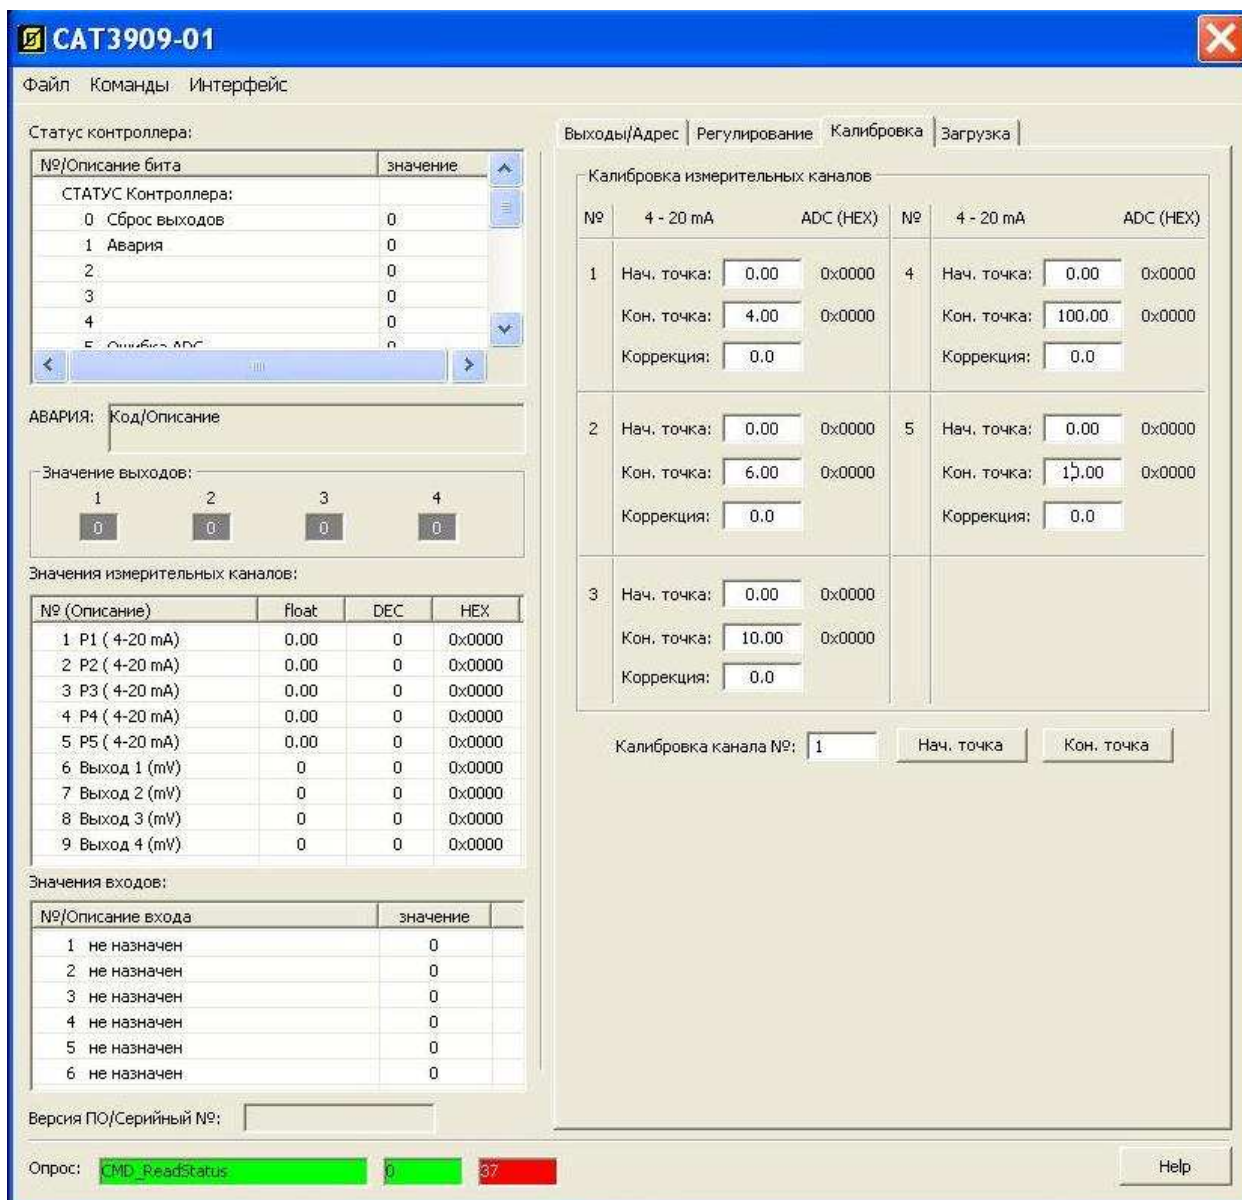 CAT3909-01
Файл Команды Интерфейс
Статус контроллера:
№/Описание бита значение
СТАТУС Контроллера:
0 Сброс выходов 0
1 Авария 0
2 0
3 0
4 0
5 Ошибка ADC 0
АВАРИЯ: Код/Описание
Значение выходов:
1 2 3 4
0 0 0 0
Значения измерительных каналов:
№ (Описание) float DEC HEX
1 P1 ( 4-20 mA) 0.00 0 0x0000
2 P2 ( 4-20 mA) 0.00 0 0x0000
3 P3 ( 4-20 mA) 0.00 0 0x0000
4 P4 ( 4-20 mA) 0.00 0 0x0000
5 P5 ( 4-20 mA) 0.00 0 0x0000
6 Выход 1 (mV) 0 0 0x0000
7 Выход 2 (mV) 0 0 0x0000
8 Выход 3 (mV) 0 0 0x0000
9 Выход 4 (mV) 0 0 0x0000
Значения входов:
№/Описание входа значение
1 не назначен 0
2 не назначен 0
3 не назначен 0
4 не назначен 0
5 не назначен 0
6 не назначен 0
Версия ПО/Серийный №:
Выходы/Адрес Регулирование Калибровка Загрузка
Калибровка измерительных каналов
№ 4 - 20 mA ADC (HEX) № 4 - 20 mA ADC (HEX)
1 Нач. точка: 0.00 0x0000 4 Нач. точка: 0.00 0x0000
Кон. точка: 4.00 0x0000 Кон. точка: 100.00 0x0000
Коррекция: 0.0 Коррекция: 0.0
2 Нач. точка: 0.00 0x0000 5 Нач. точка: 0.00 0x0000
Кон. точка: 6.00 0x0000 Кон. точка: 0x0000
Коррекция: 0.0 Коррекция: 0.0
3 Нач. точка: 0.00 0x0000
Кон. точка: 10.00 0x0000
Коррекция: 0.0
Калибровка канала №: 1 Нач. точка Кон. точка
Опрос: CMD_ReadStatus 0 37 Help